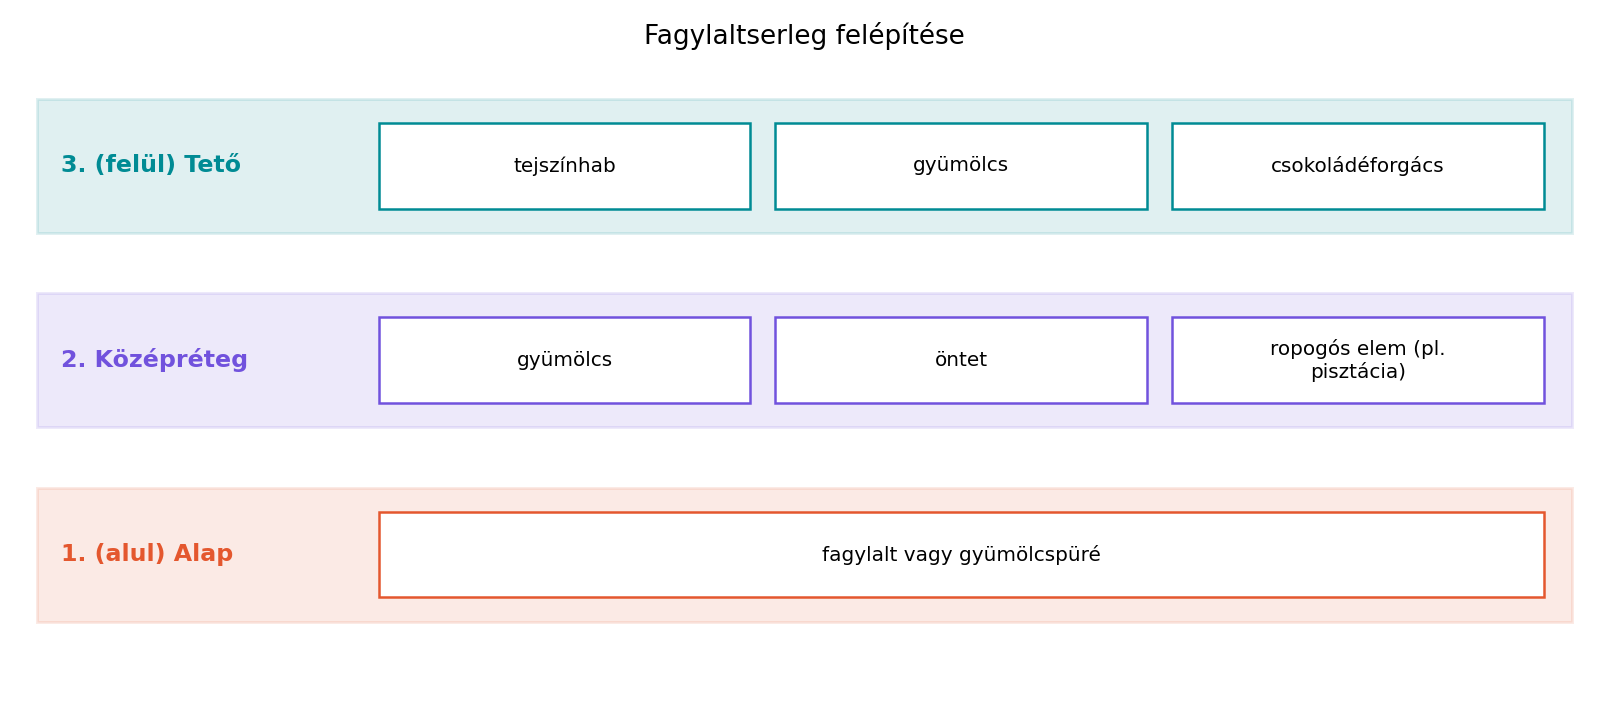 Fagylaltserleg felépítése
3. (felül) Tető
tejszínhab
gyümölcs
csokoládéforgács
2. Középréteg
gyümölcs
öntet
ropogós elem (pl.
pisztácia)
1. (alul) Alap
fagylalt vagy gyümölcspüré